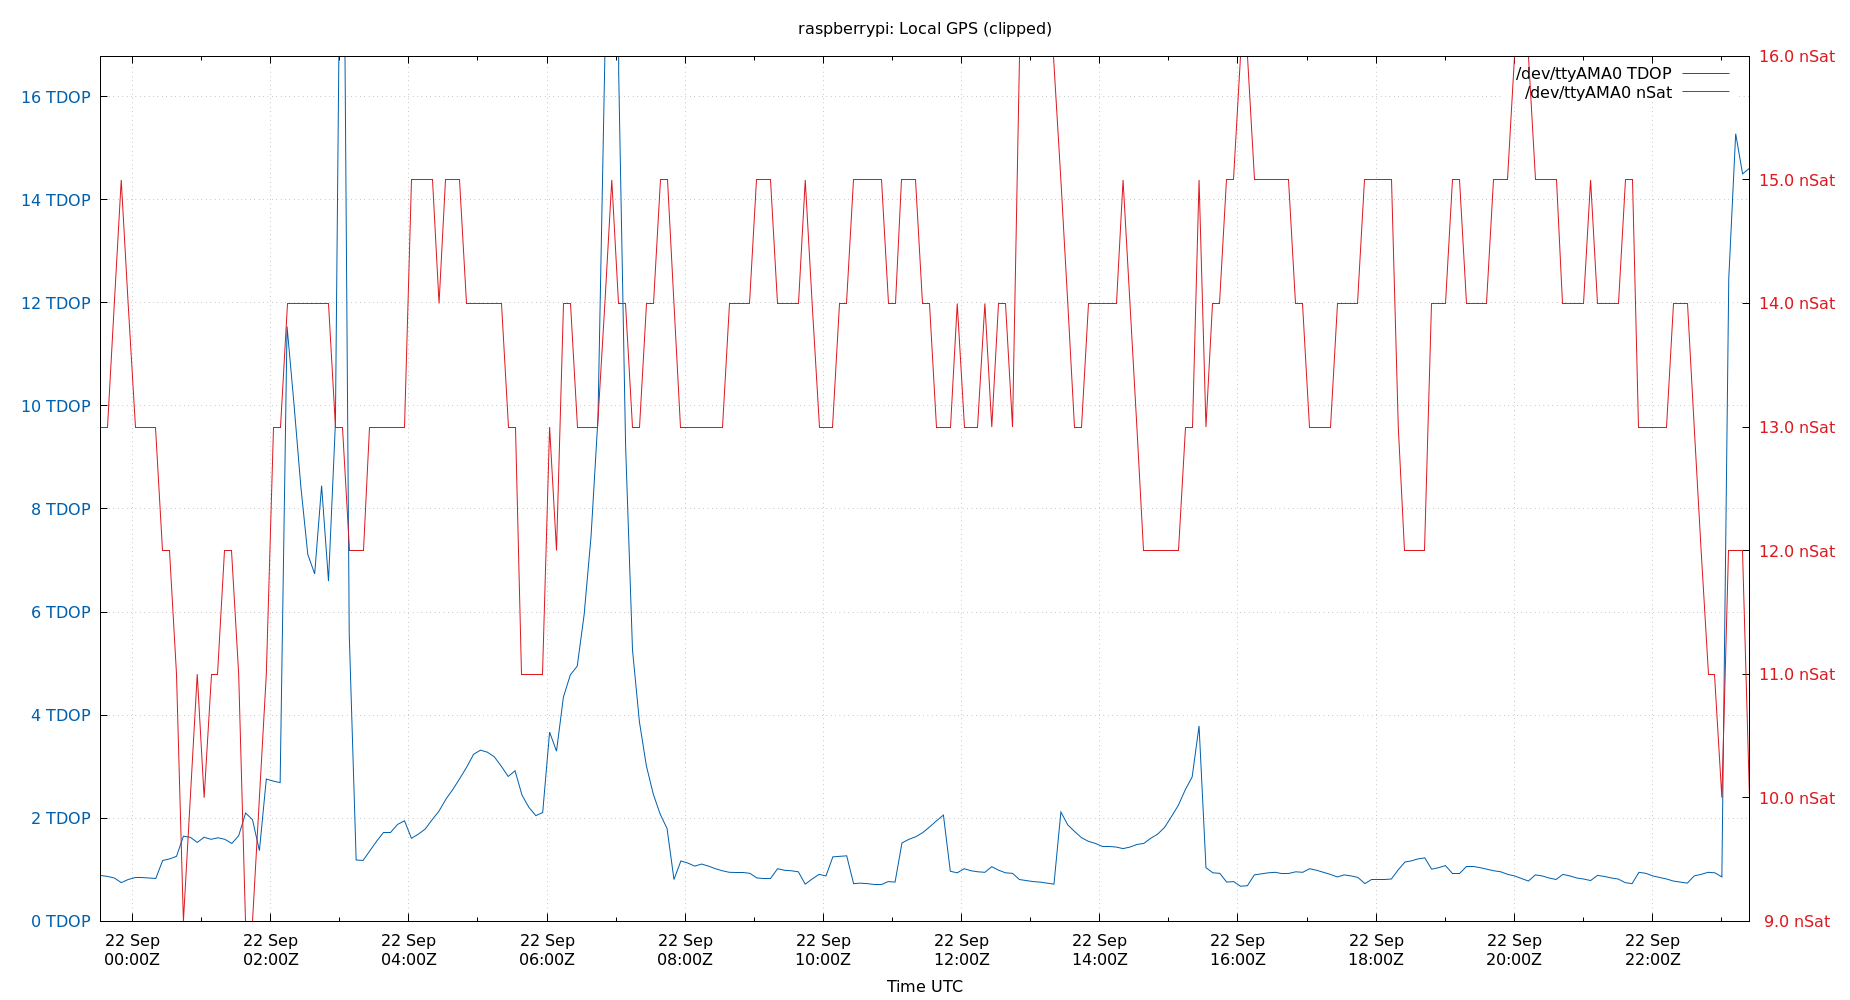 raspberrypi: Local GPS (clipped)
/dev/ttyAMA0 TDOP
/dev/ttyAMA0 nSat
16 TDOP
14 TDOP
12 TDOP
10 TDOP
8 TDOP
6 TDOP
4 TDOP
2 TDOP
0 TDOP
16.0 nSat
15.0 nSat
14.0 nSat
13.0 nSat
12.0 nSat
11.0 nSat
10.0 nSat
9.0 nSat
22 Sep
00:00Z
22 Sep
02:00Z
22 Sep
04:00Z
22 Sep
06:00Z
22 Sep
08:00Z
22 Sep
10:00Z
22 Sep
12:00Z
22 Sep
14:00Z
22 Sep
16:00Z
22 Sep
18:00Z
22 Sep
20:00Z
22 Sep
22:00Z
Time UTC